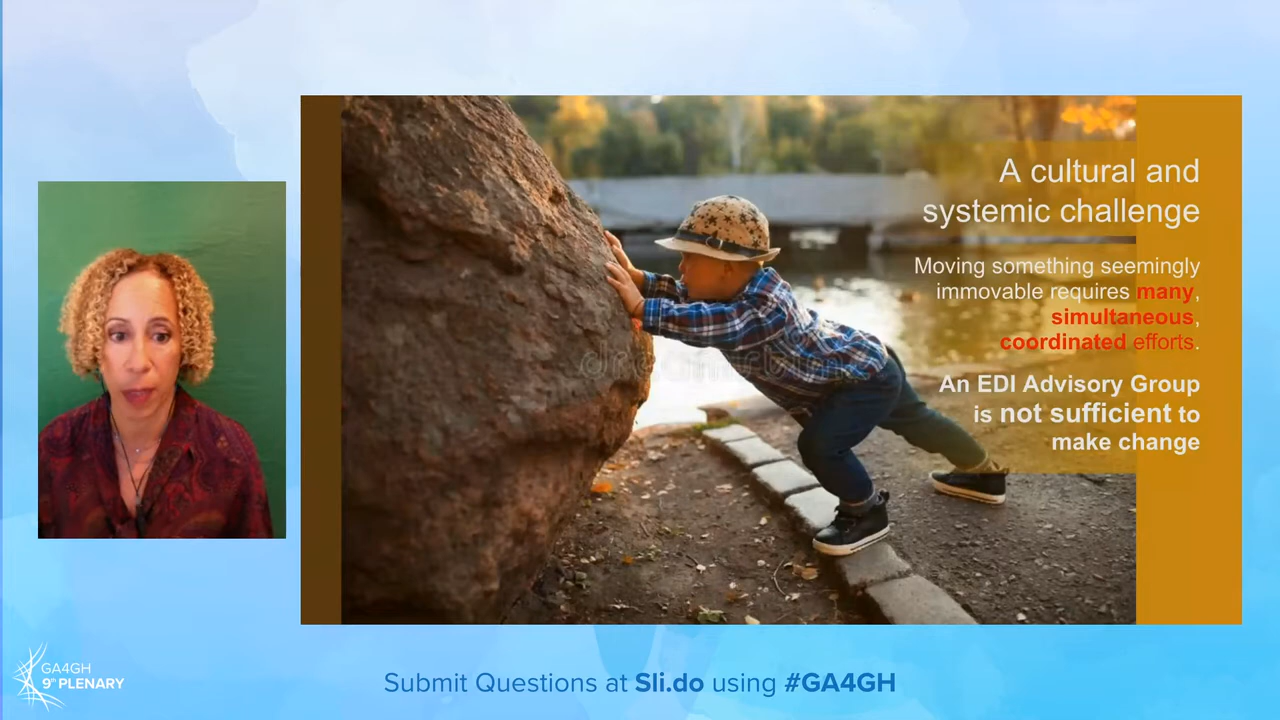 A cultural and
systemic challenge
Moving something seemingly
immovable requires many,
simultaneous,
coordinated efforts.
An EDI Advisory Group
is not sufficient to
make change
dreamstime
GA4GH
9th PLENARY
Submit Questions at Sli.do using #GA4GH